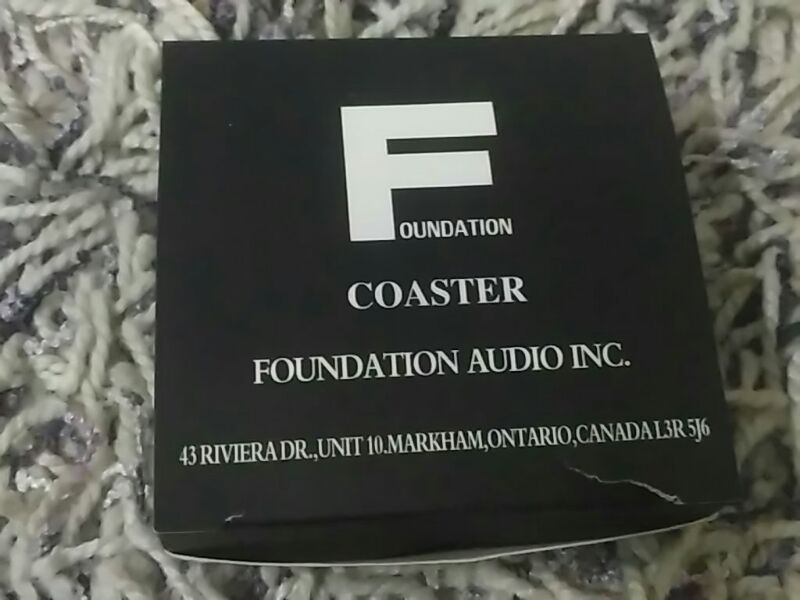 FOUNDATION
COASTER
FOUNDATION AUDIO INC.
43 RIVIERA DR.,UNIT 10.MARKHAM,ONTARIO,CANADA L3R 5J6